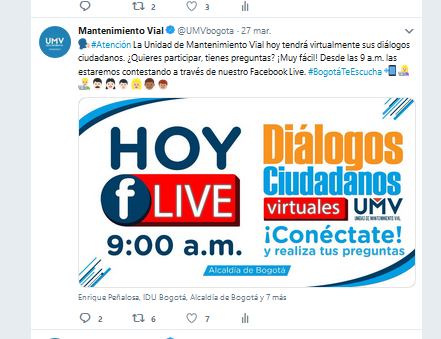 2 2
UMV
Mantenimiento Vial @UMVbogota · 27 mar.
#Atención La Unidad de Mantenimiento Vial hoy tendrá virtualmente sus diálogos
ciudadanos. ¿Quieres participar, tienes preguntas? ¡Muy fácil! Desde las 9 a.m. las
estaremos contestando a través de nuestro Facebook Live. #BogotáTeEscucha
HOY
f LIVE
9:00 a.m.
Diálogos
Ciudadanos
virtuales UMV
UNIDAD DE MANTENIMIENTO VIAL
¡Conéctate!
y realiza tus preguntas
Alcaldía de Bogotá
Enrique Peñalosa, IDU Bogotá, Alcaldía de Bogotá y 7 más
2 6 7